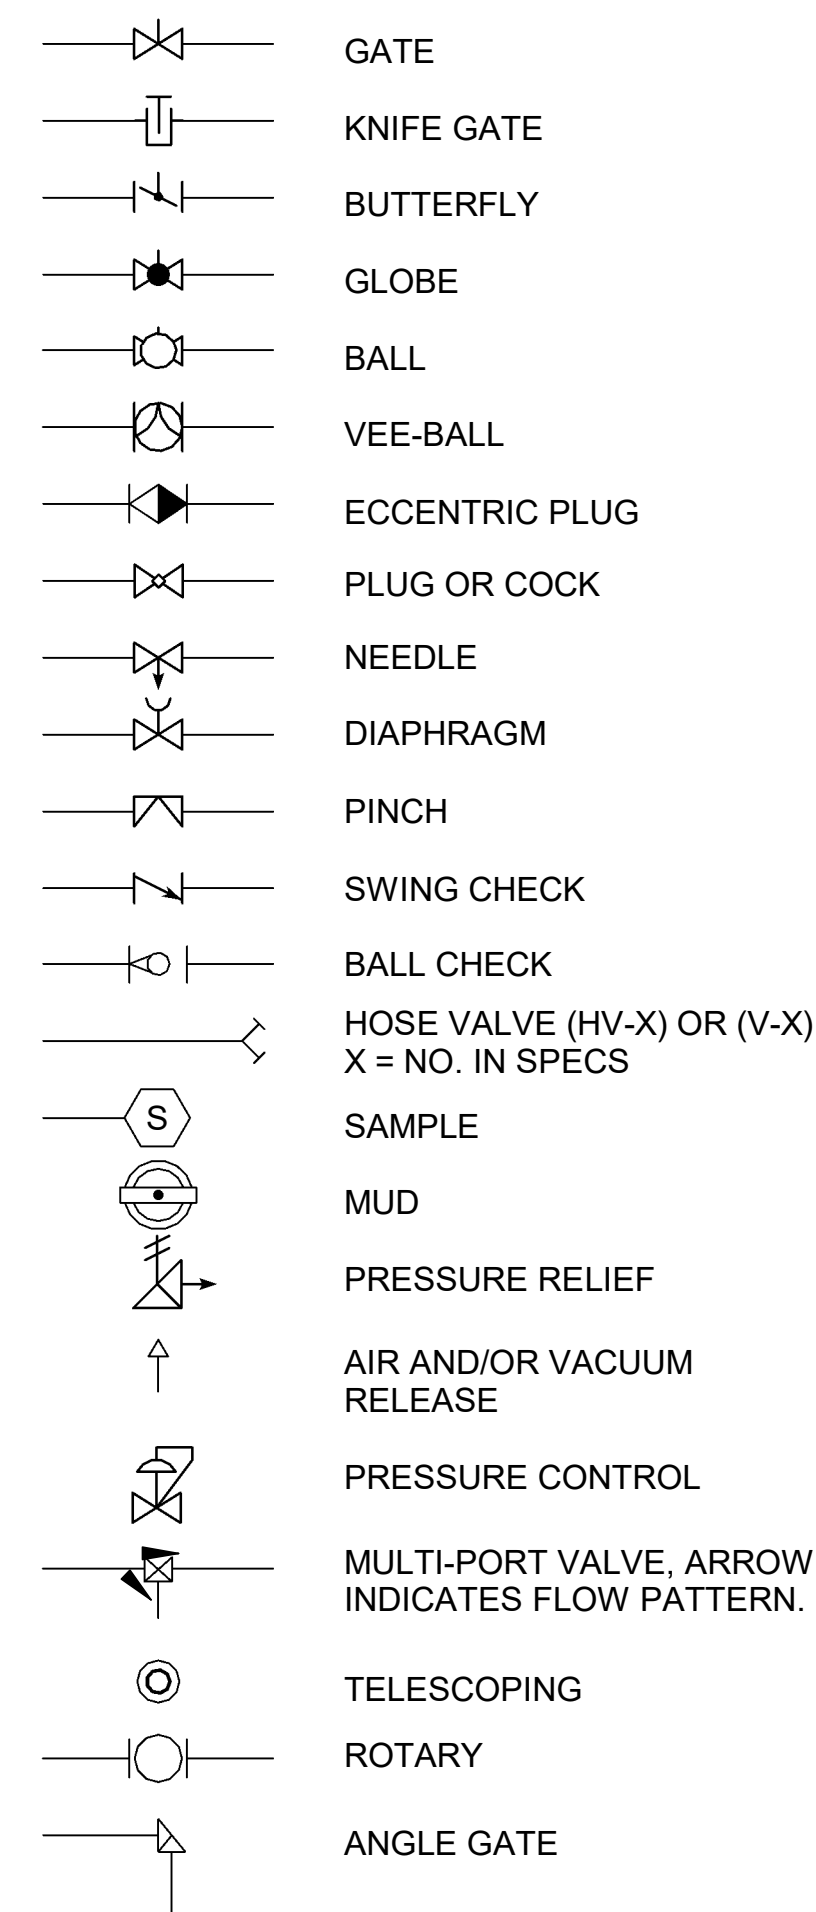 GATE
KNIFE GATE
BUTTERFLY
GLOBE
BALL
VEE-BALL
ECCENTRIC PLUG
PLUG OR COCK
NEEDLE
DIAPHRAGM
PINCH
SWING CHECK
BALL CHECK
HOSE VALVE (HV-X) OR (V-X)
X = NO. IN SPECS
S
SAMPLE
MUD
PRESSURE RELIEF
AIR AND/OR VACUUM
RELEASE
PRESSURE CONTROL
MULTI-PORT VALVE, ARROW
INDICATES FLOW PATTERN.
TELESCOPING
ROTARY
ANGLE GATE